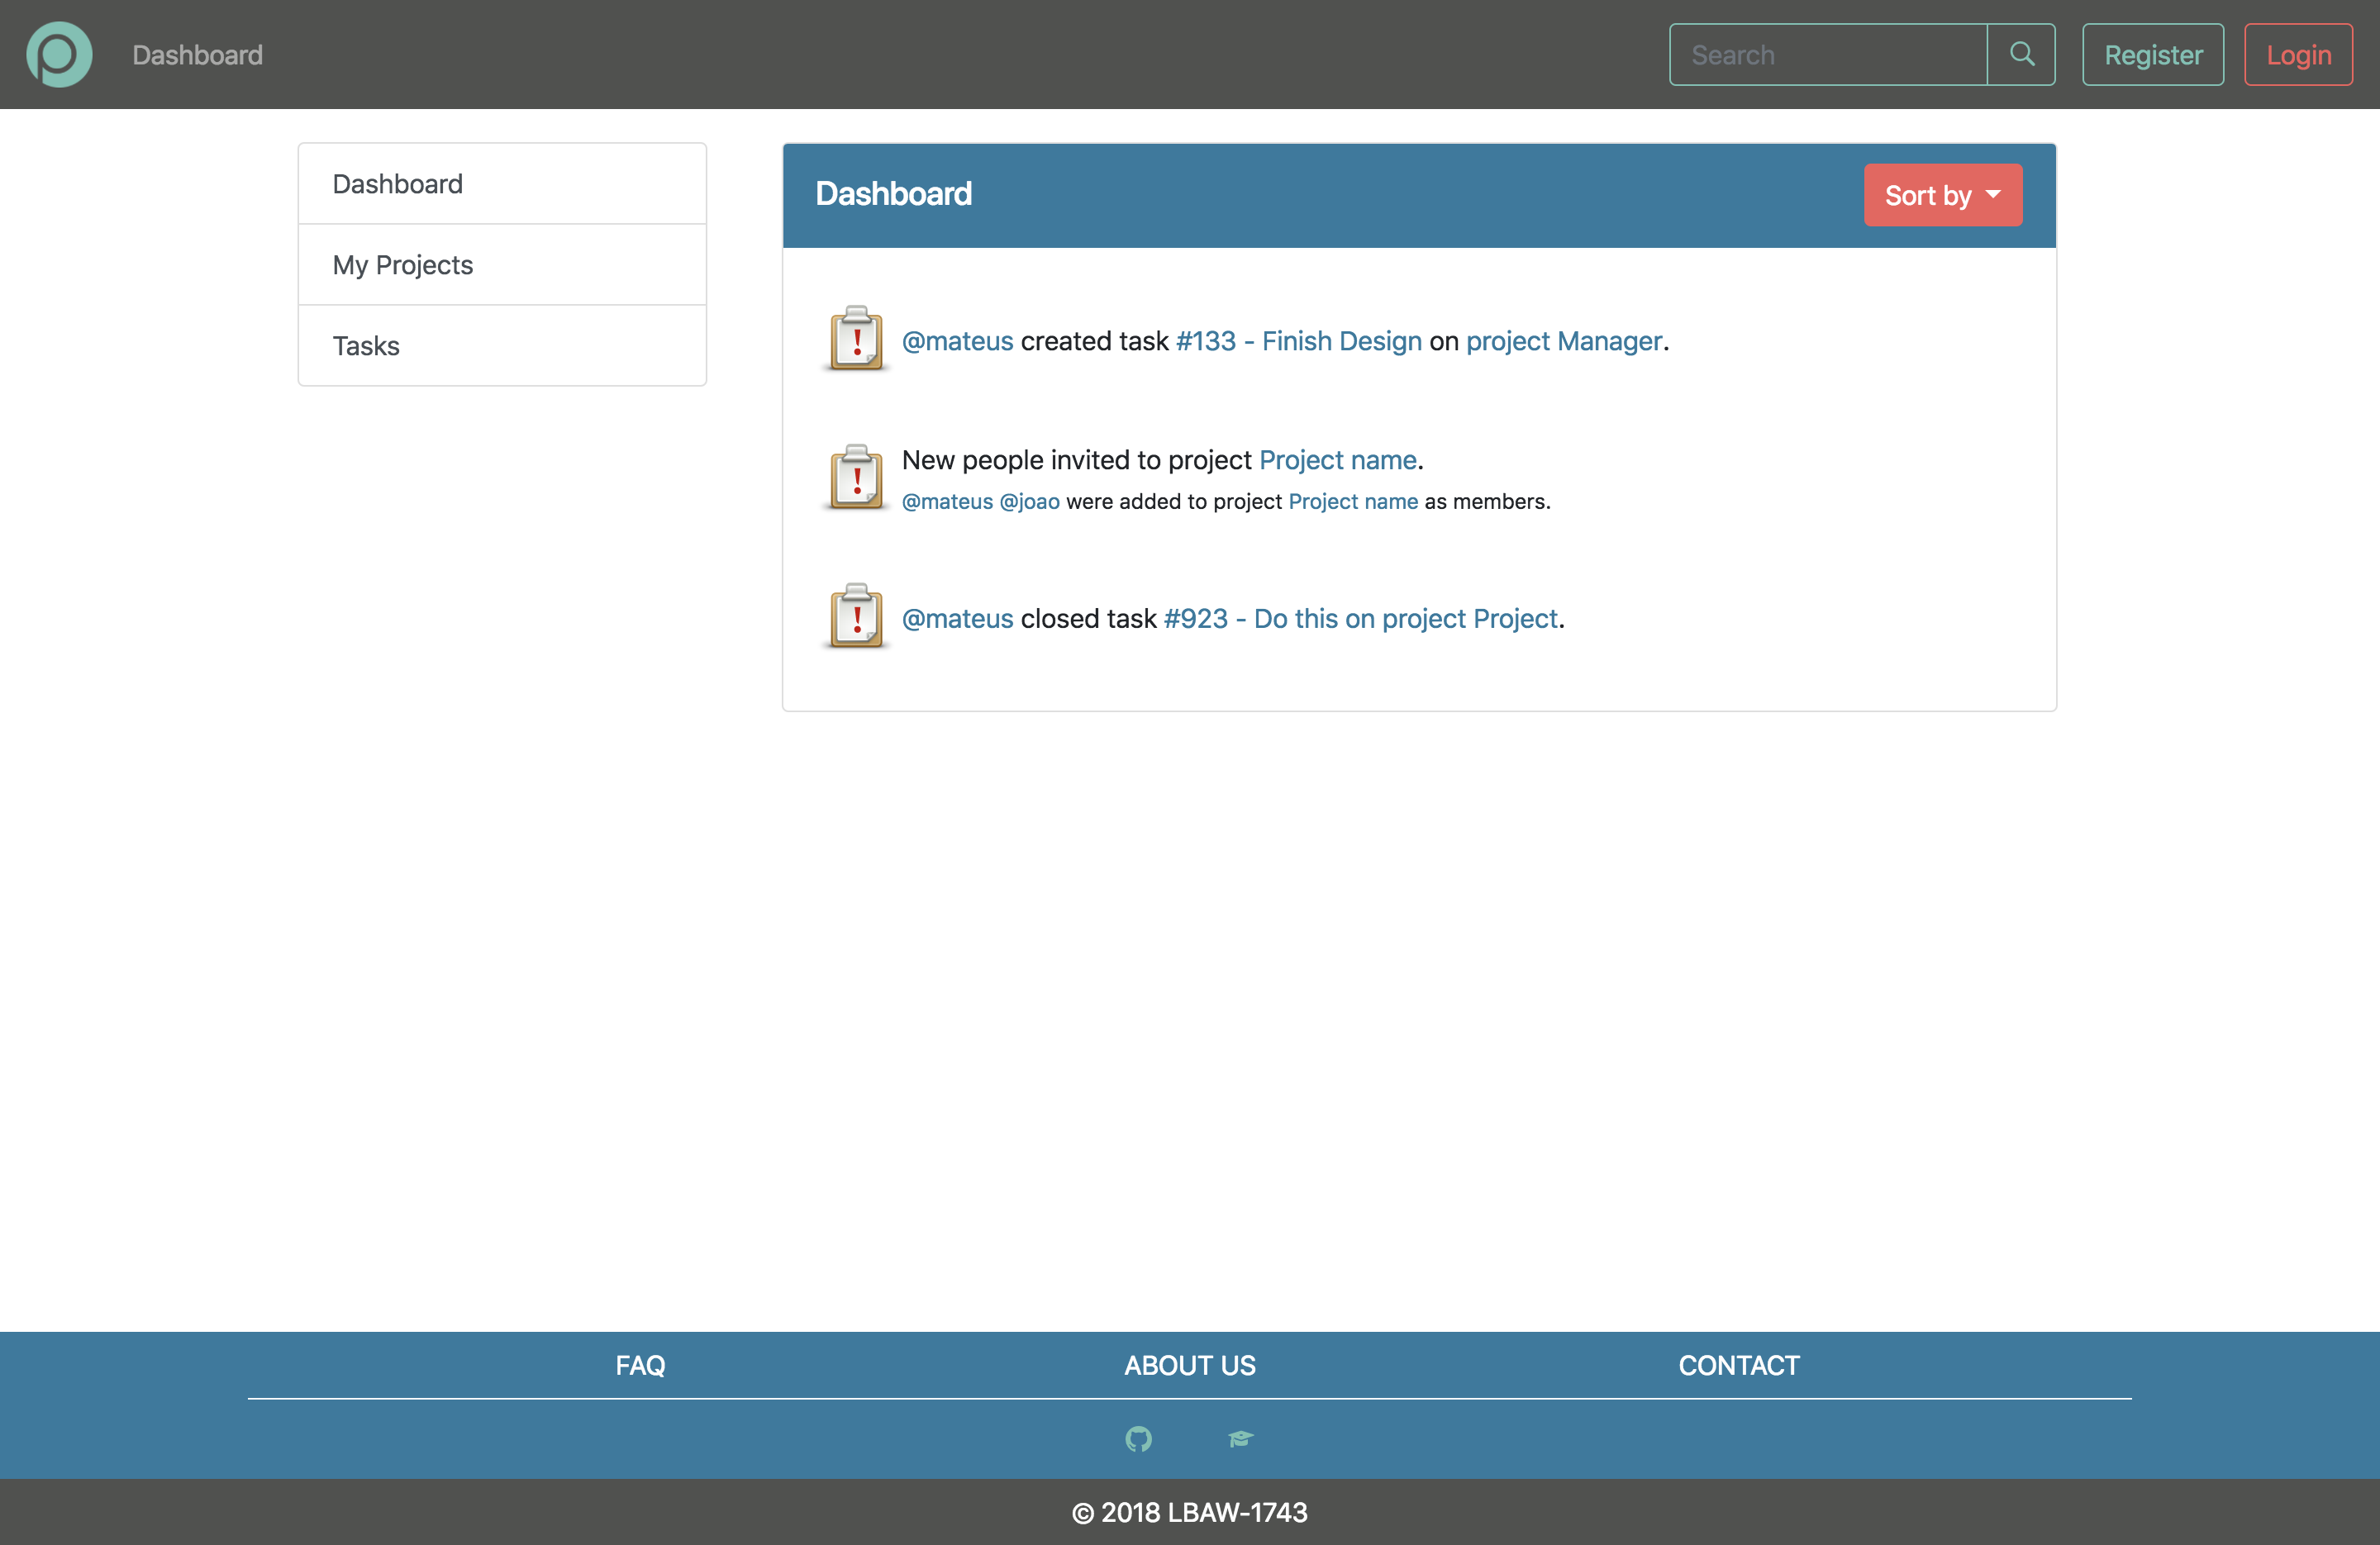 Dashboard
Search
Register
Login
Dashboard
My Projects
Tasks
Dashboard
Sort by
@mateus created task #133 - Finish Design on project Manager.
New people invited to project Project name.
@mateus @joao were added to project Project name as members.
@mateus closed task #923 - Do this on project Project.
FAQ
ABOUT US
CONTACT
© 2018 LBAW-1743